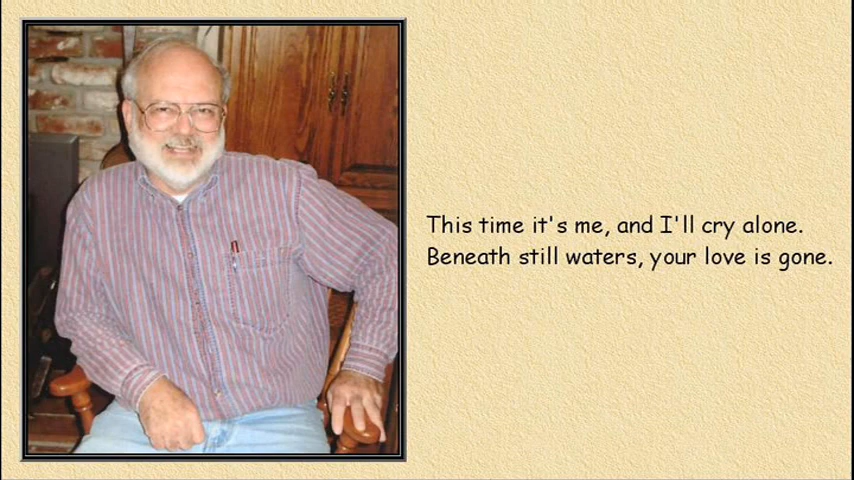 This time it's me, and I'll cry alone.
Beneath still waters, your love is gone.